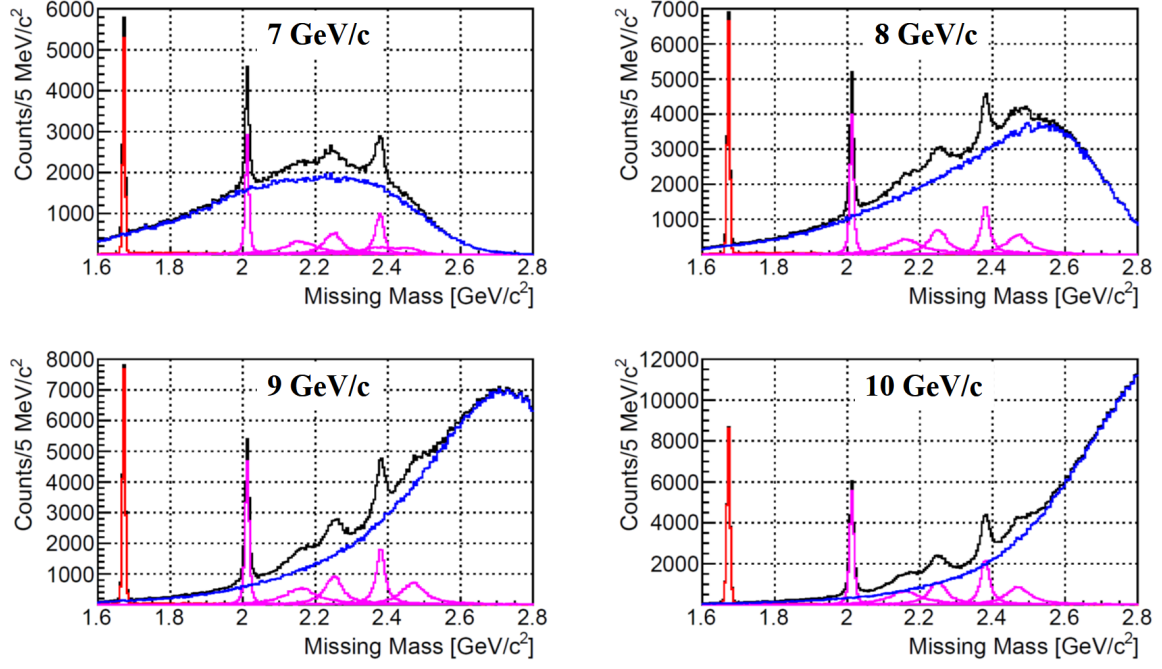 7 GeV/c
Counts/5 MeV/c²
6000
5000
4000
3000
2000
1000
1.6 1.8 2 2.2 2.4 2.6 2.8
Missing Mass [GeV/c²]
8 GeV/c
Counts/5 MeV/c²
7000
6000
5000
4000
3000
2000
1000
1.6 1.8 2 2.2 2.4 2.6 2.8
Missing Mass [GeV/c²]
9 GeV/c
Counts/5 MeV/c²
8000
7000
6000
5000
4000
3000
2000
1000
1.6 1.8 2 2.2 2.4 2.6 2.8
Missing Mass [GeV/c²]
10 GeV/c
Counts/5 MeV/c²
12000
10000
8000
6000
4000
2000
1.6 1.8 2 2.2 2.4 2.6 2.8
Missing Mass [GeV/c²]